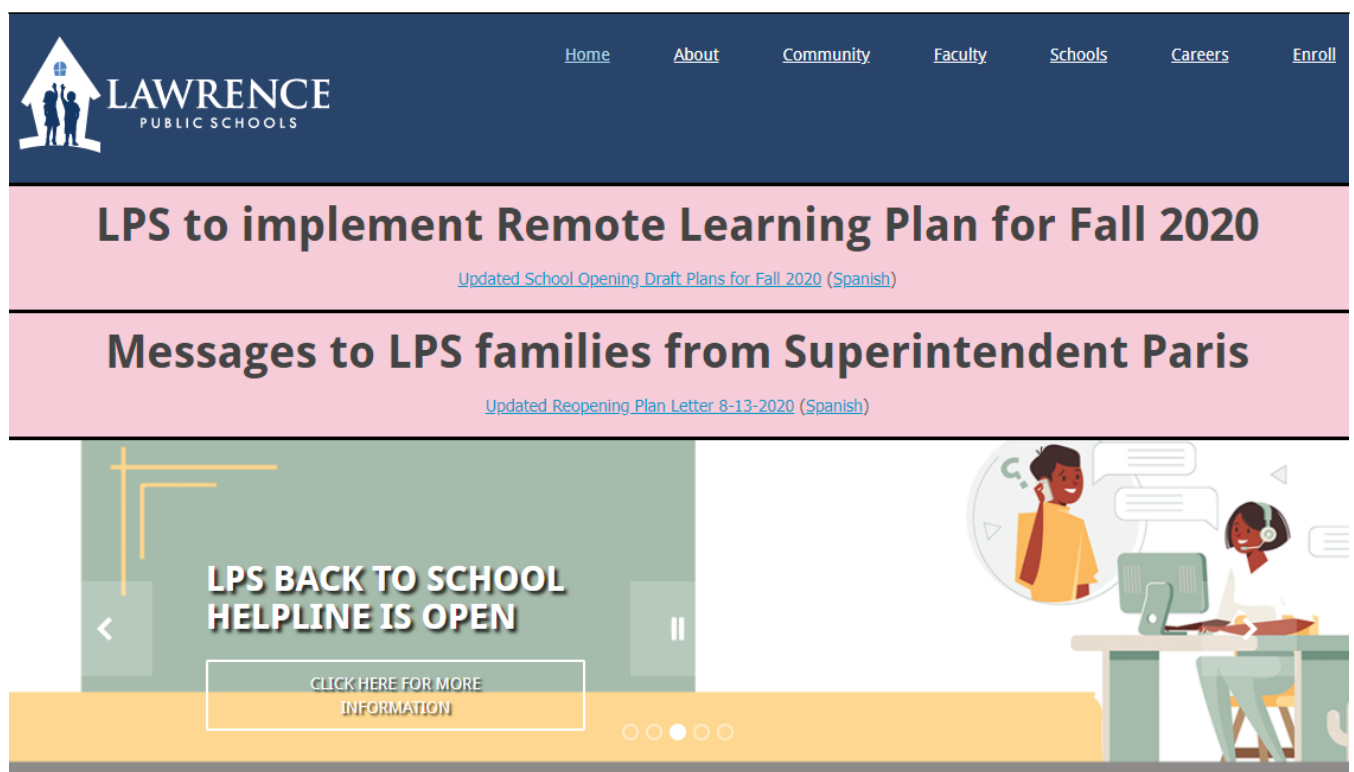 Home About Community Faculty Schools Careers Enroll
LAWRENCE
PUBLIC SCHOOLS
LPS to implement Remote Learning Plan for Fall 2020
Updated School Opening Draft Plans for Fall 2020 (Spanish)
Messages to LPS families from Superintendent Paris
Updated Reopening Plan Letter 8-13-2020 (Spanish)
LPS BACK TO SCHOOL
HELPLINE IS OPEN
CLICK HERE FOR MORE
INFORMATION
?